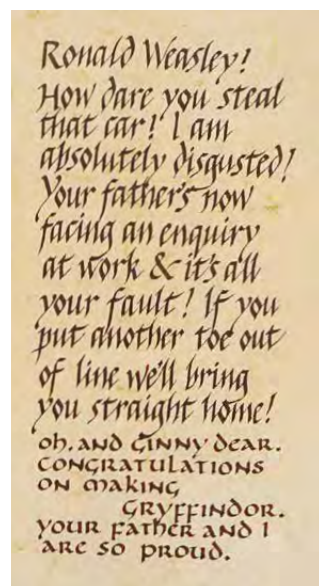 Ronald Weasley!
How dare you steal
that car! I am
absolutely disgusted!
Your father's now
facing an enquiry
at work & it's all
your fault! If you
put another toe out
of line we'll bring
you straight home!
oh, and Ginny dear.
congratulations
on making
Gryffindor.
your father and I
are so proud.